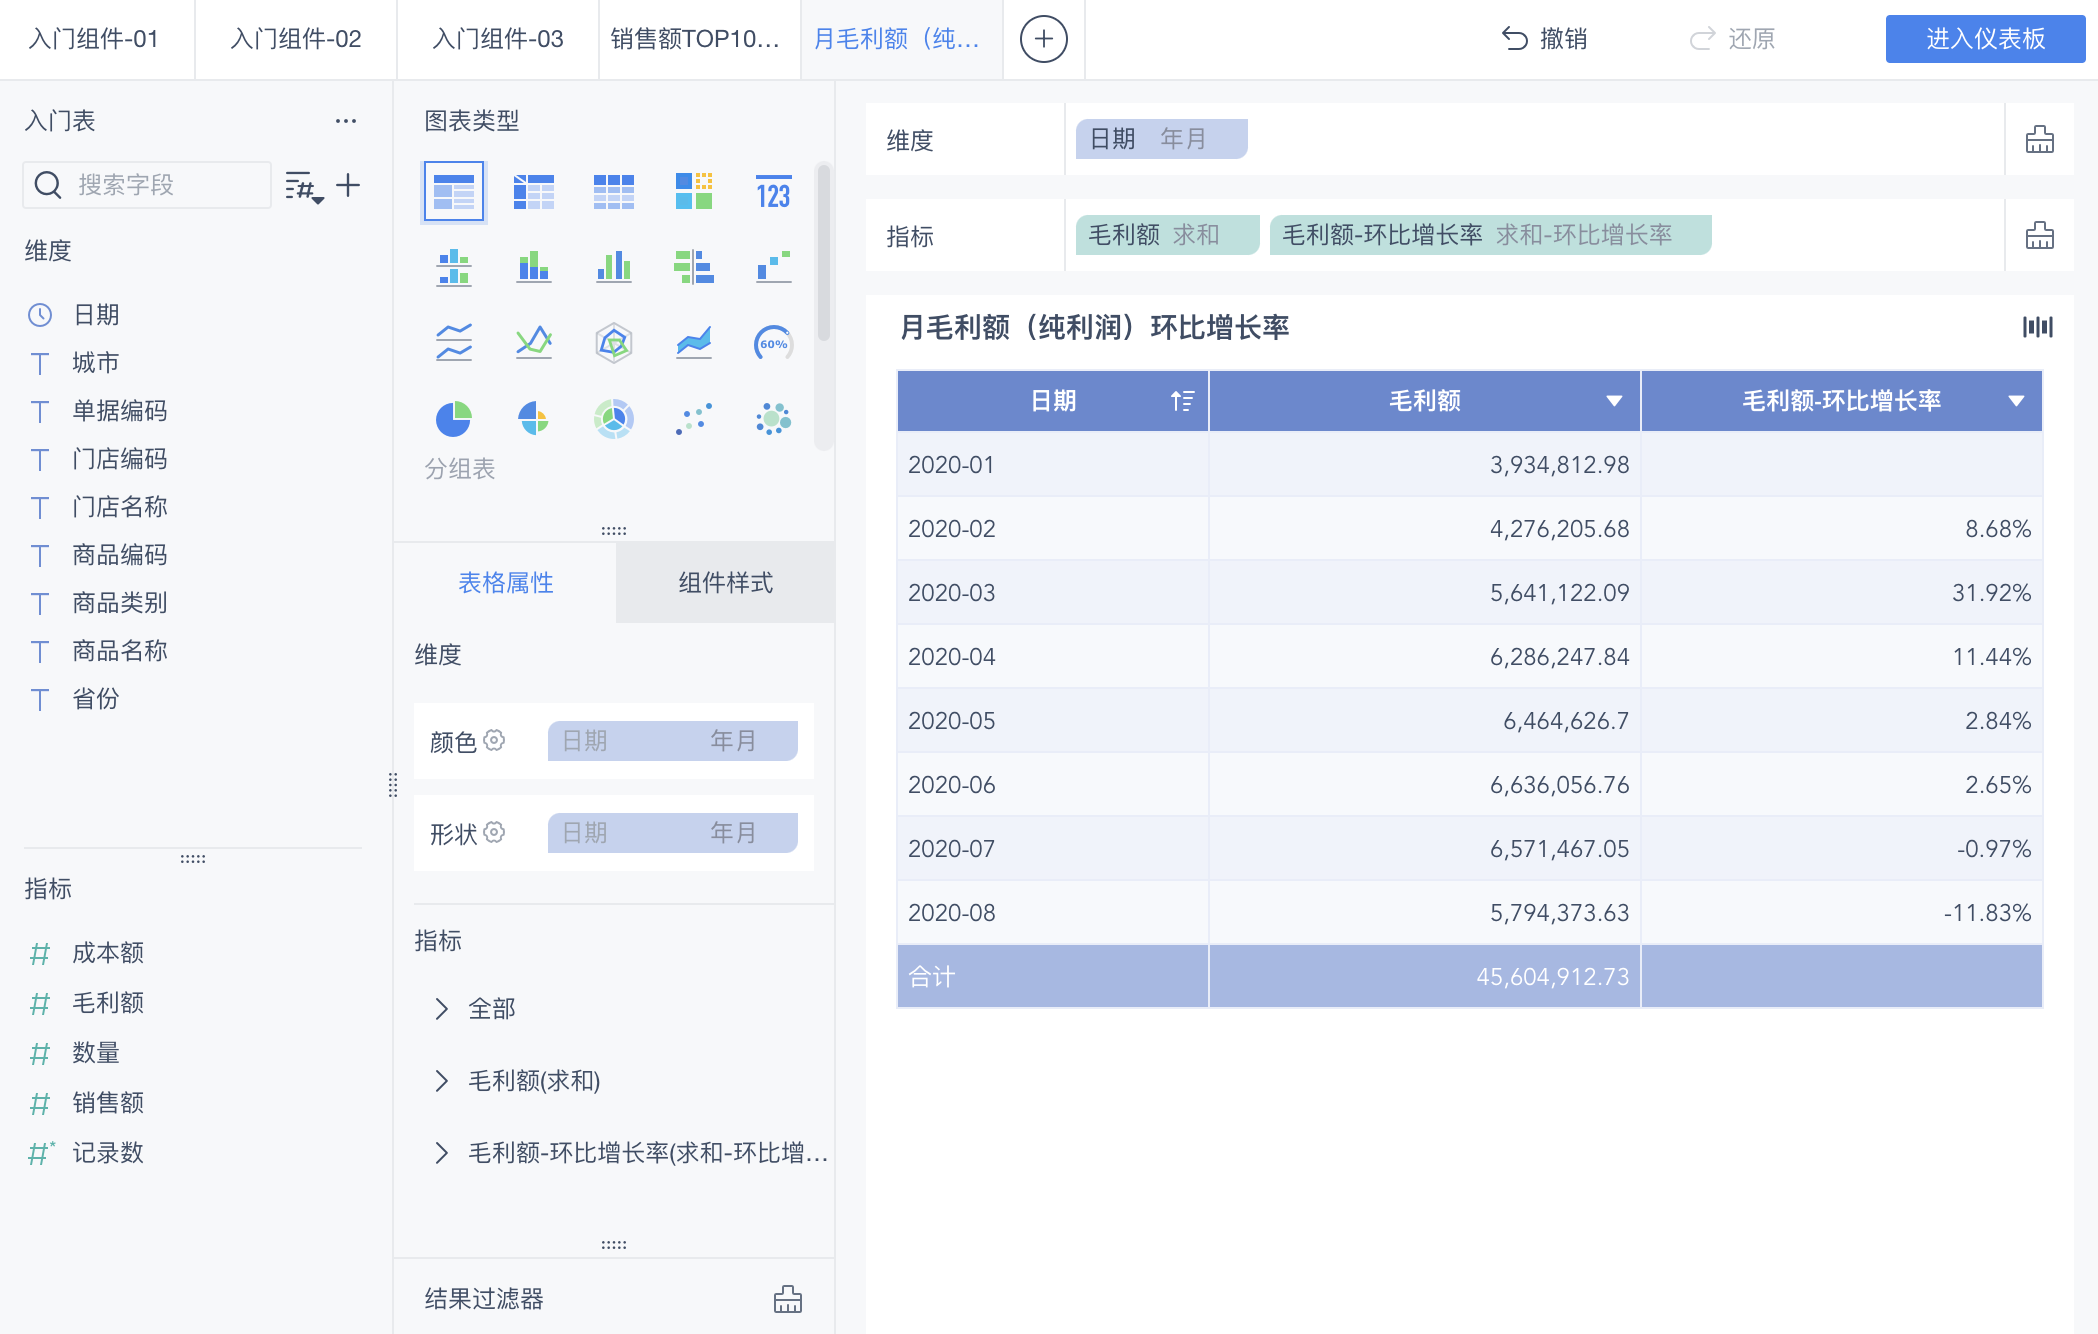 入门组件-01
入门组件-02
入门组件-03
销售额TOP10...
月毛利额（纯...
撤销
还原
进入仪表板
入门表
搜索字段
维度
日期
城市
单据编码
门店编码
门店名称
商品编码
商品类别
商品名称
省份
指标
成本额
毛利额
数量
销售额
记录数
图表类型
123
60%
分组表
表格属性
组件样式
维度
颜色 日期 年月
形状 日期 年月
指标
全部
毛利额(求和)
毛利额-环比增长率(求和-环比增...
结果过滤器
维度 日期 年月
指标 毛利额 求和 毛利额-环比增长率 求和-环比增长率
月毛利额（纯利润）环比增长率
日期 毛利额 毛利额-环比增长率
2020-01 3,934,812.98
2020-02 4,276,205.68 8.68%
2020-03 5,641,122.09 31.92%
2020-04 6,286,247.84 11.44%
2020-05 6,464,626.7 2.84%
2020-06 6,636,056.76 2.65%
2020-07 6,571,467.05 -0.97%
2020-08 5,794,373.63 -11.83%
合计 45,604,912.73